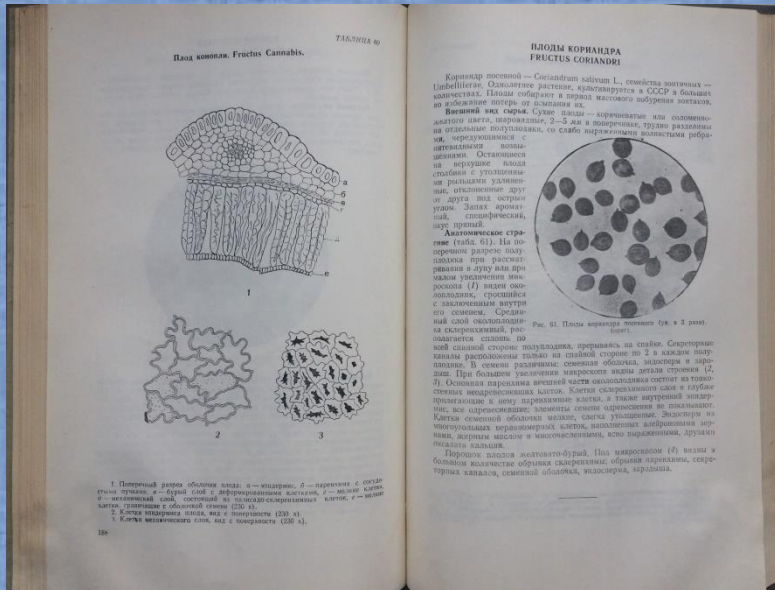 ТАБЛИЦА 60
Плод конопли. Fructus Cannabis.
а
б
в
г
д
е
1
2
3
1. Поперечный разрез оболочки плода: а — эпидермис, б — паренхима с сосуди-
стыми пучками, в — бурый слой с деформированными клетками, г — мелкие клетки,
д — механический слой, состоящий из палисадо-склеренхимных клеток, е — мелкие
клетки, граничащие с оболочкой семени (230 х).
2. Клетки эпидермиса плода, вид с поверхности (230 х)
3. Клетки механического слоя, вид с поверхности (230 х).
188
ПЛОДЫ КОРИАНДРА
FRUCTUS CORIANDRI
Кориандр посевной — Coriandrum sativum L., семейства зонтичных —
Umbelliferae. Однолетнее растение, культивируется в СССР в больших
количествах. Плоды собирают в период массового побурения зонтиков,
во избежание потерь от осыпания их.
Внешний вид сырья. Сухие плоды — коричневатые или соломенно-
желтого цвета, шаровидные, 2—5 мм в поперечнике, трудно разделимы
на отдельные полуплодики, со слабо выраженными волнистыми ребра-
ми, чередующимися с
нитевидными возвы-
шениями. Остающиеся
на верхушке плода
столбики с утолщенны-
ми рыльцами удлинен-
ные, отклоненные друг
от друга под острым
углом. Запах аромат-
ный, специфический,
вкус пряный.
Анатомическое стро-
ение (табл. 61). На по-
перечном разрезе полу-
плодика при рассмат-
ривании в лупу или при
малом увеличении мик-
роскопа (1) виден око-
лоплодник, сросшийся
с заключенным внутри
его семенем. Средин-
ный слой околоплодни-
ка склеренхимный, рас-
полагается сплошь по
всей спинной стороне полуплодика, прерываясь на спайке. Секреторные
каналы расположены только на спайной стороне по 2 в каждом полу-
плодике. В семени различимы: семенная оболочка, эндосперм и заро-
дыш. При большем увеличении микроскопа видны детали строения (2,
3). Основная паренхима внешней части околоплодника состоит из тонко-
стенных неодревесневших клеток. Клетки склеренхимного слоя и глубже
прилегающие к нему паренхимные клетки, а также внутренний эпидер-
мис, все одревесневшие; элементы семени одревеснения не показывают.
Клетки семенной оболочки мелкие, слегка утолщенные. Эндосперм из
многоугольных неравномерных клеток, наполненных алейроновыми зер-
нами, жирным маслом и многочисленными, ясно выраженными, друзами
оксалата кальция.
Порошок плодов желтовато-бурый. Под микроскопом (4) видны в
большом количестве обрывки склеренхимы; обрывки паренхимы, секре-
торных каналов, семенной оболочки, эндосперма, зародыша.
Рис. 61. Плоды кориандра посевного (ув. в 3 раза).